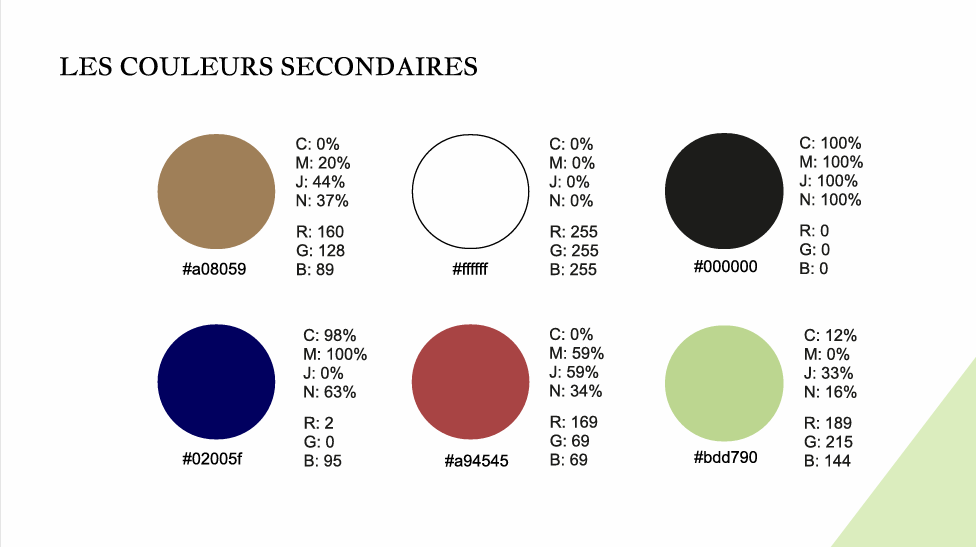 LES COULEURS SECONDAIRES
C: 0%
M: 20%
J: 44%
N: 37%
R: 160
G: 128
B: 89
#a08059
C: 0%
M: 0%
J: 0%
N: 0%
R: 255
G: 255
B: 255
#ffffff
C: 100%
M: 100%
J: 100%
N: 100%
R: 0
G: 0
B: 0
#000000
C: 98%
M: 100%
J: 0%
N: 63%
R: 2
G: 0
B: 95
#02005f
C: 0%
M: 59%
J: 59%
N: 34%
R: 169
G: 69
B: 69
#a94545
C: 12%
M: 0%
J: 33%
N: 16%
R: 189
G: 215
B: 144
#bdd790